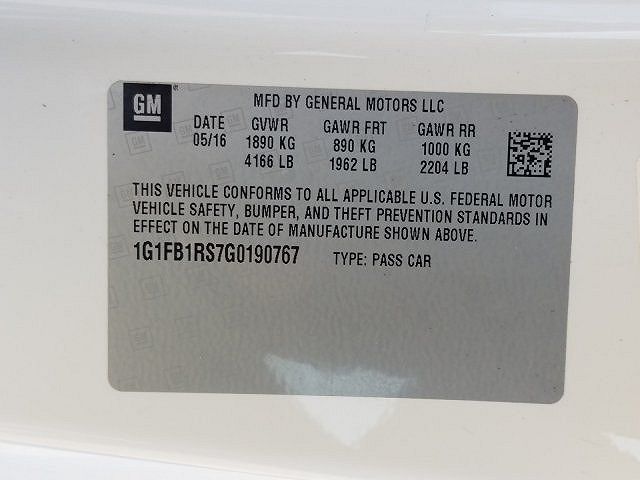 GM
MFD BY GENERAL MOTORS LLC
DATE GVWR GAWR FRT GAWR RR
05/16 1890 KG 890 KG 1000 KG
4166 LB 1962 LB 2204 LB
THIS VEHICLE CONFORMS TO ALL APPLICABLE U.S. FEDERAL MOTOR
VEHICLE SAFETY, BUMPER, AND THEFT PREVENTION STANDARDS IN
EFFECT ON THE DATE OF MANUFACTURE SHOWN ABOVE.
1G1FB1RS7G0190767 TYPE: PASS CAR